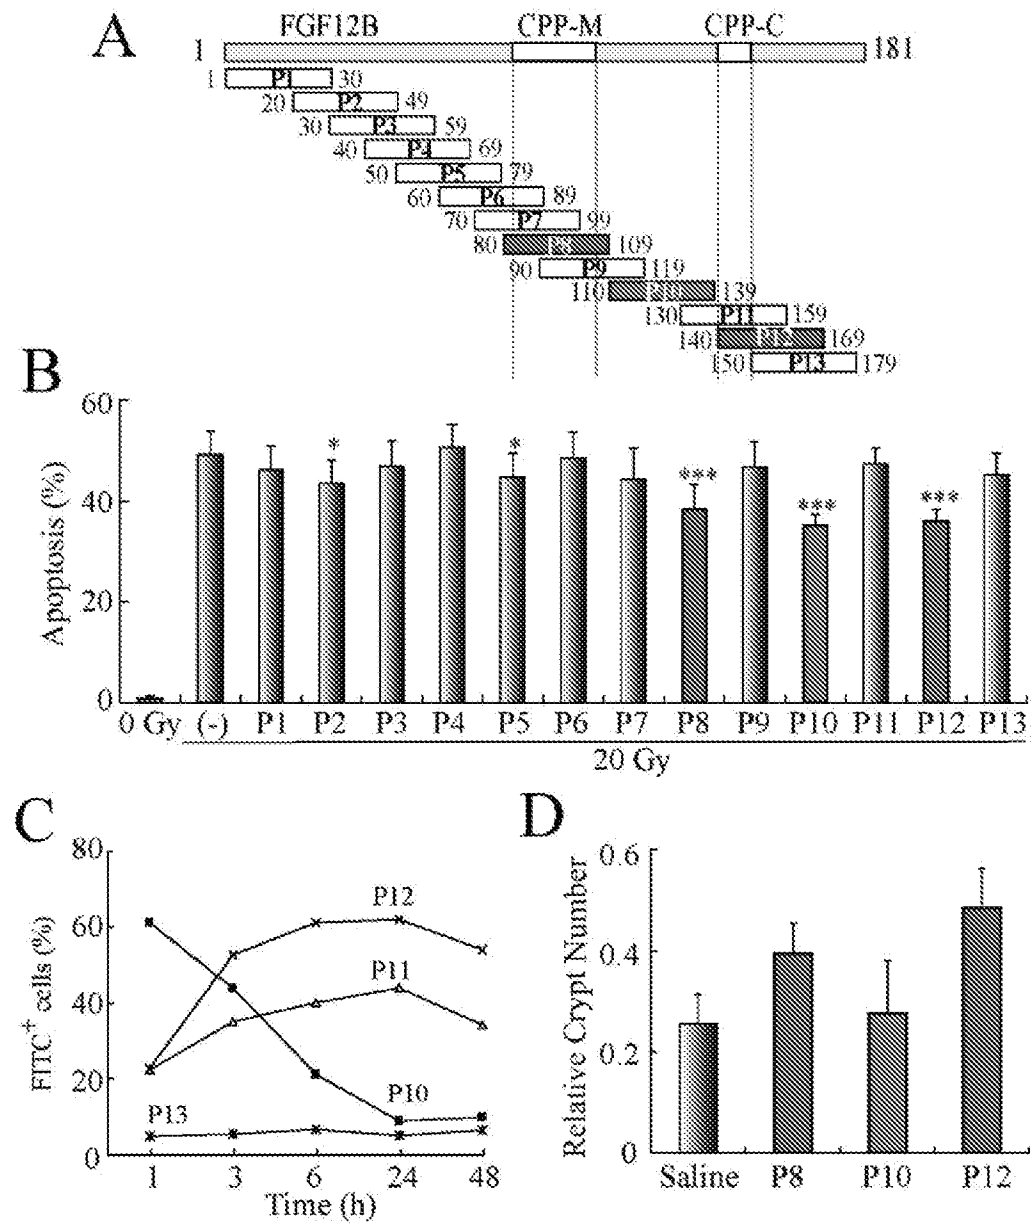 A
FGF12B CPP-M CPP-C
1 181
1 P1 30
20 P2 49
30 P3 59
40 P4 69
50 P5 79
60 P6 89
70 P7 99
80 P8 109
90 P9 119
110 P10 139
130 P11 159
140 P12 169
150 P13 179
B
Apoptosis (%)
60
40
20
0
* * *** *** ***
0 Gy (-) P1 P2 P3 P4 P5 P6 P7 P8 P9 P10 P11 P12 P13
20 Gy
C
FITC+ cells (%)
80
60
40
20
0
P12
P11
P10
P13
1 3 6 24 48
Time (h)
D
Relative Crypt Number
0.6
0.4
0.2
0
Saline P8 P10 P12